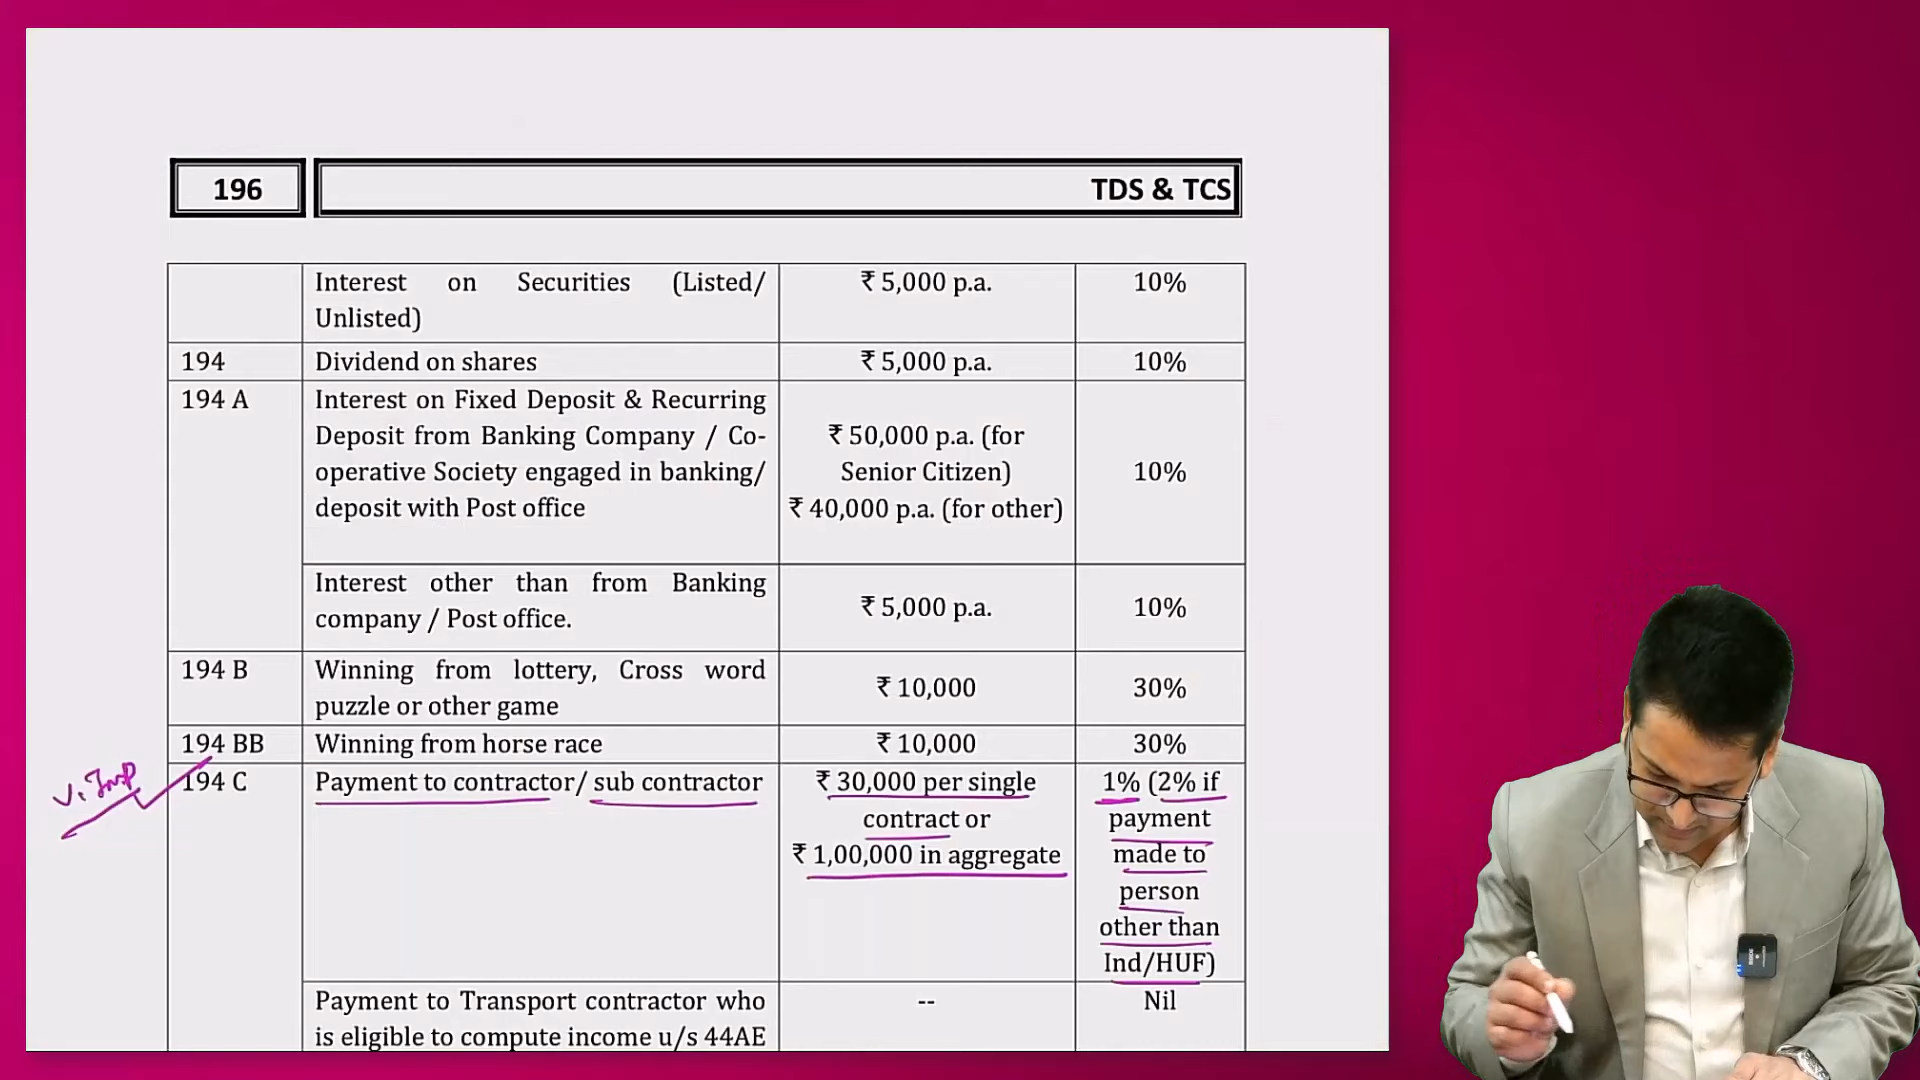 196
TDS & TCS
Interest on Securities (Listed/
Unlisted)
₹ 5,000 p.a.
10%
194
Dividend on shares
₹ 5,000 p.a.
10%
194 A
Interest on Fixed Deposit & Recurring
Deposit from Banking Company / Co-
operative Society engaged in banking/
deposit with Post office
₹ 50,000 p.a. (for
Senior Citizen)
₹ 40,000 p.a. (for other)
10%
Interest other than from Banking
company / Post office.
₹ 5,000 p.a.
10%
194 B
Winning from lottery, Cross word
puzzle or other game
₹ 10,000
30%
194 BB
Winning from horse race
₹ 10,000
30%
V. Imp
194 C
Payment to contractor/ sub contractor
₹ 30,000 per single
contract or
₹ 1,00,000 in aggregate
1% (2% if
payment
made to
person
other than
Ind/HUF)
Payment to Transport contractor who
is eligible to compute income u/s 44AE
--
Nil